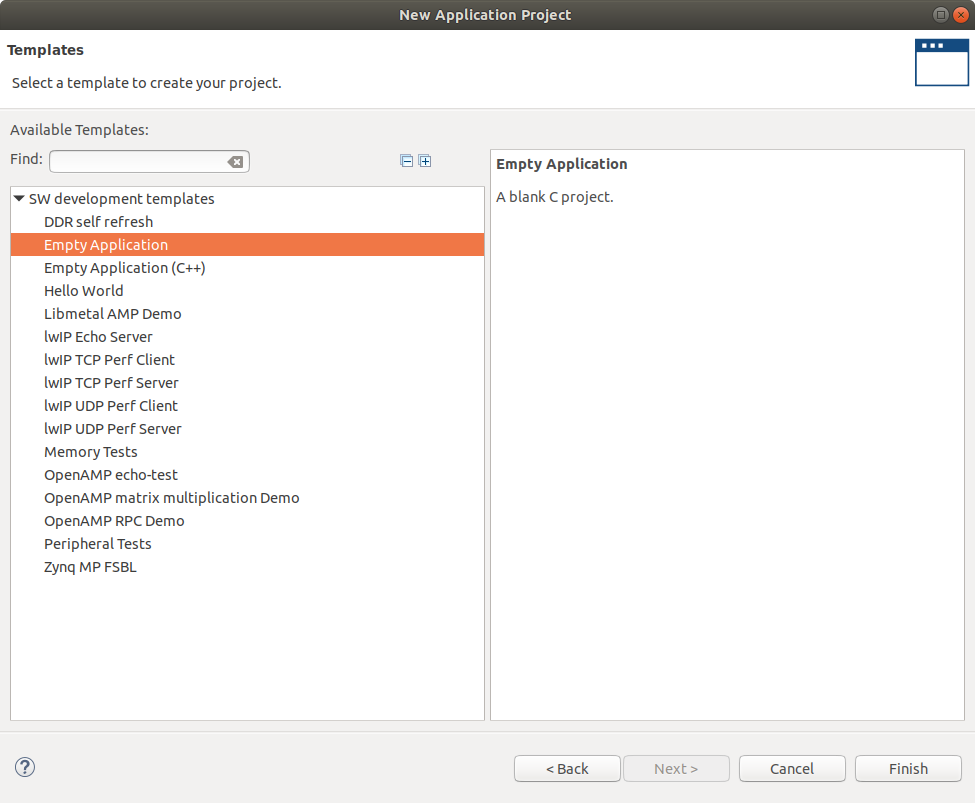 New Application Project
Templates
Select a template to create your project.
Available Templates:
Find:
SW development templates
DDR self refresh
Empty Application
Empty Application (C++)
Hello World
Libmetal AMP Demo
lwIP Echo Server
lwIP TCP Perf Client
lwIP TCP Perf Server
lwIP UDP Perf Client
lwIP UDP Perf Server
Memory Tests
OpenAMP echo-test
OpenAMP matrix multiplication Demo
OpenAMP RPC Demo
Peripheral Tests
Zynq MP FSBL
Empty Application
A blank C project.
?
< Back Next > Cancel Finish